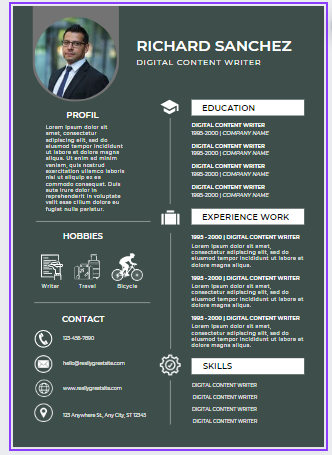 RICHARD SANCHEZ
DIGITAL CONTENT WRITER
PROFIL
Lorem ipsum dolor sit
amet, consectetur
adipiscing elit, sed do
eiusmod tempor incididunt
ut labore et dolore magna
aliqua. Ut enim ad minim
veniam, quis nostrud
exercitation ullamco laboris
nisi ut aliquip ex ea
commodo consequat. Duis
aute irure dolor in
reprehenderit in voluptate
velit esse cillum dolore eu
fugiat nulla pariatur.
HOBBIES
Writer
Travel
Bicycle
CONTACT
123-456-7890
hello@reallygreatsite.com
www.reallygreatsite.com
123 Anywhere St., Any City, ST 12345
EDUCATION
DIGITAL CONTENT WRITER
1995-2000 | COMPANY NAME
DIGITAL CONTENT WRITER
1995-2000 | COMPANY NAME
DIGITAL CONTENT WRITER
1995-2000 | COMPANY NAME
DIGITAL CONTENT WRITER
1995-2000 | COMPANY NAME
EXPERIENCE WORK
1995 - 2000 | DIGITAL CONTENT WRITER
Lorem ipsum dolor sit amet,
consectetur adipiscing elit, sed do
eiusmod tempor incididunt ut labore et
dolore magna aliqua.
1995 - 2000 | DIGITAL CONTENT WRITER
Lorem ipsum dolor sit amet,
consectetur adipiscing elit, sed do
eiusmod tempor incididunt ut labore et
dolore magna aliqua.
1995 - 2000 | DIGITAL CONTENT WRITER
Lorem ipsum dolor sit amet,
consectetur adipiscing elit, sed do
eiusmod tempor incididunt ut labore et
dolore magna aliqua.
SKILLS
DIGITAL CONTENT WRITER
DIGITAL CONTENT WRITER
DIGITAL CONTENT WRITER
DIGITAL CONTENT WRITER